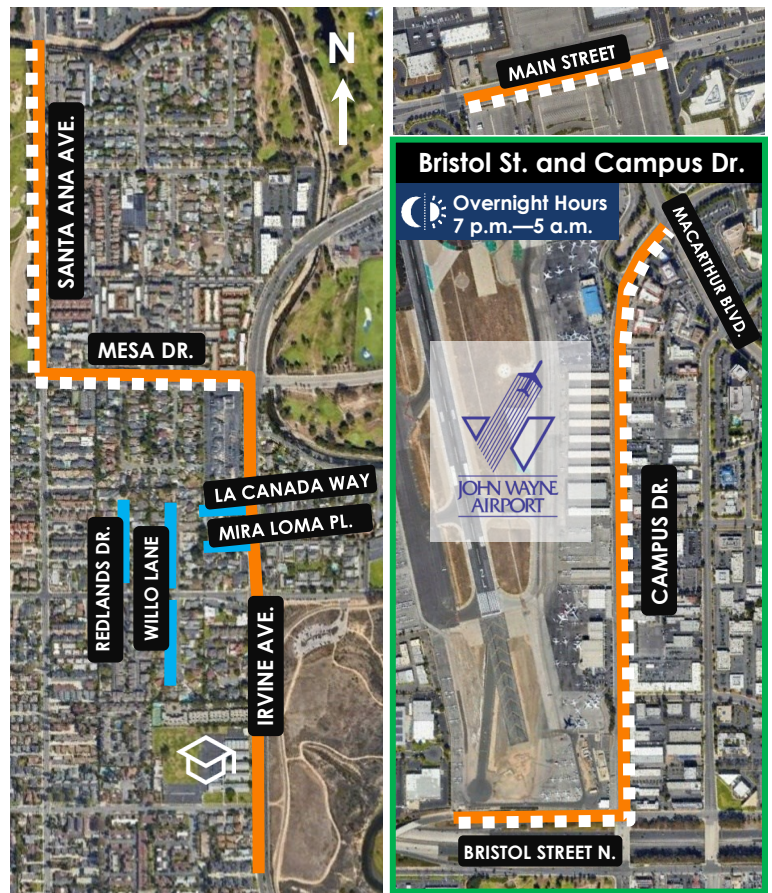 N
SANTA ANA AVE.
MESA DR.
LA CANADA WAY
MIRA LOMA PL.
REDLANDS DR.
WILLO LANE
IRVINE AVE.
MAIN STREET
Bristol St. and Campus Dr.
Overnight Hours
7 p.m.—5 a.m.
MACARTHUR BLVD.
JOHN WAYNE
AIRPORT
CAMPUS DR.
BRISTOL STREET N.